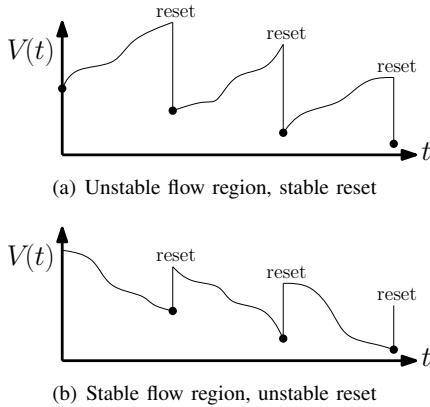 reset
V(t)
reset
reset
t
(a) Unstable flow region, stable reset
V(t)
reset
reset
reset
t
(b) Stable flow region, unstable reset